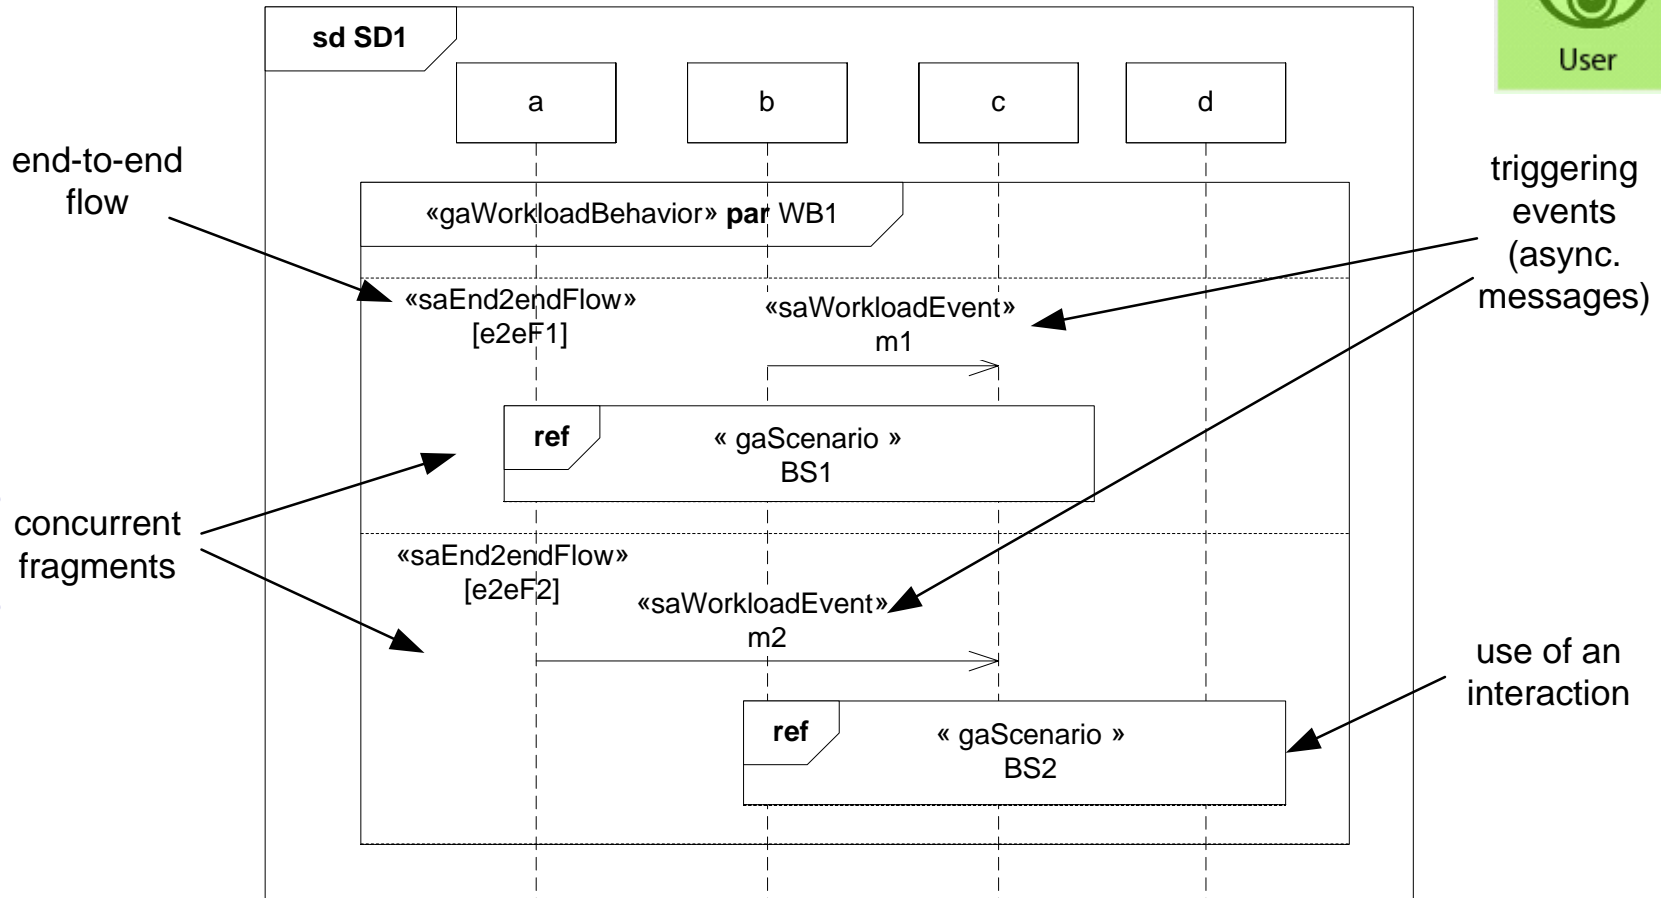 sd SD1
User
a
b
c
d
end-to-end
flow
«gaWorkloadBehavior» par WB1
triggering
events
(async.
messages)
«saEnd2endFlow»
[e2eF1]
«saWorkloadEvent»
m1
ref
« gaScenario »
BS1
concurrent
fragments
«saEnd2endFlow»
[e2eF2]
«saWorkloadEvent»
m2
use of an
interaction
ref
« gaScenario »
BS2